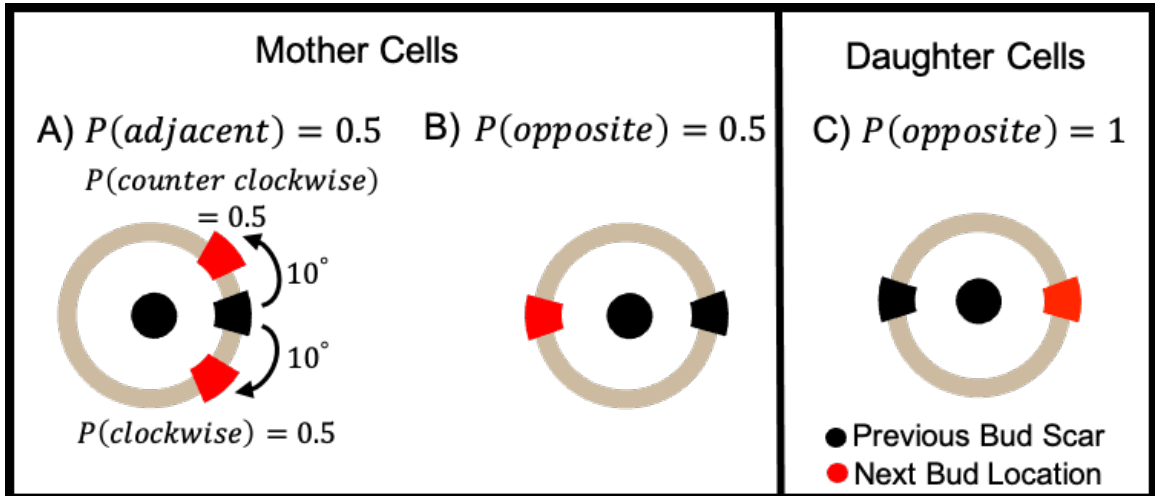 Mother Cells
A) P(adjacent) = 0.5
P(counter clockwise)
= 0.5
10°
10°
P(clockwise) = 0.5
B) P(opposite) = 0.5
Daughter Cells
C) P(opposite) = 1
Previous Bud Scar
Next Bud Location